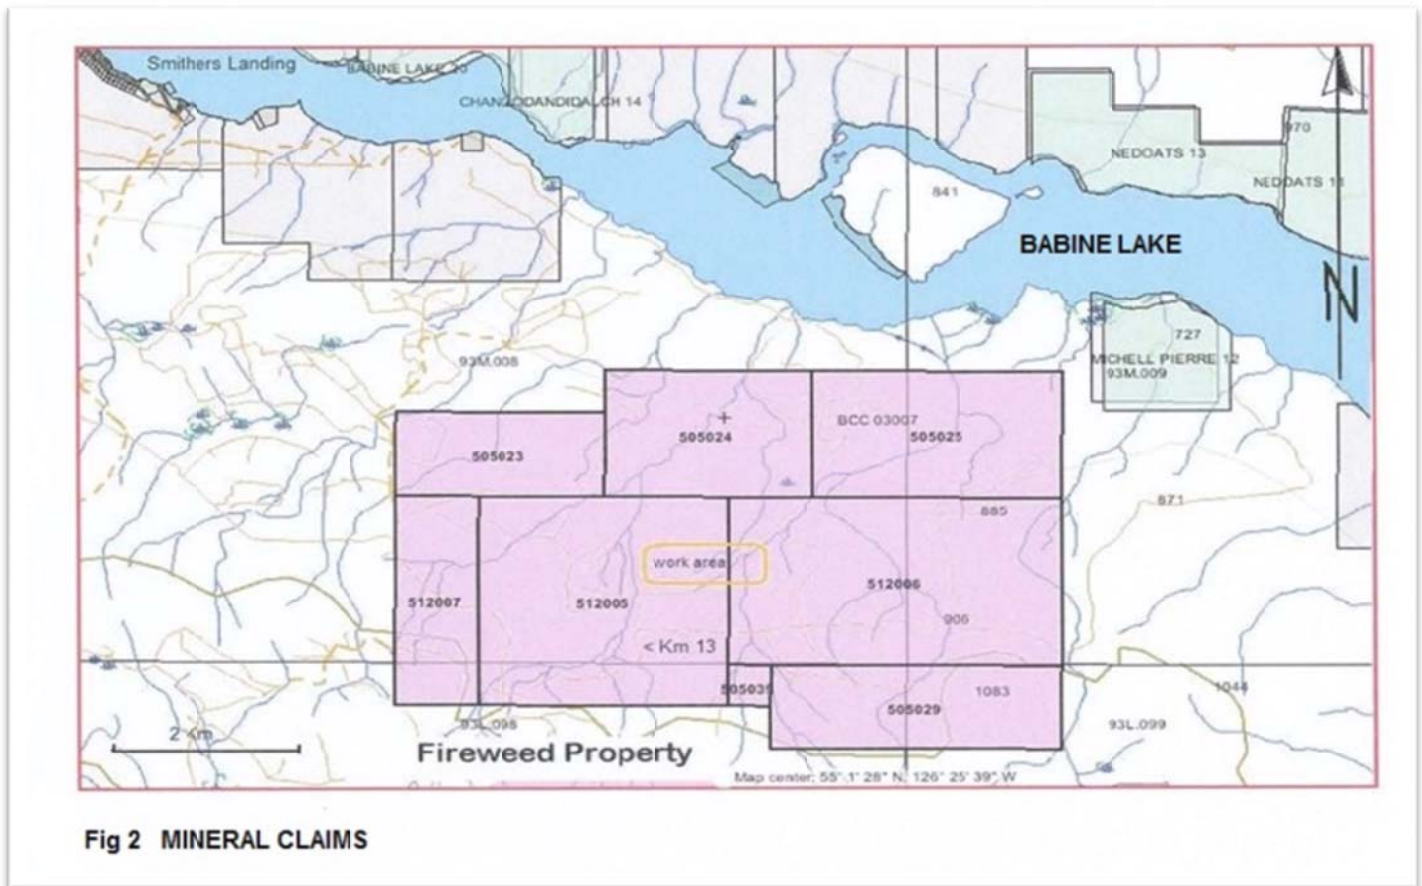 Smithers Landing
BABINE LAKE 20
CHANOODANDIDALCH 14
970
NEDOATS 13
NEDOATS 11
841
BABINE LAKE
N
727
MICHELL PIERRE 12
93M.009
93M.008
BCC 03007
505024
505025
505023
871
885
work area
512006
512007
512005
906
< Km 13
505039
1083
1044
505029
93L.098
93L.099
2 Km
Fireweed Property
Map center: 55° 1' 28" N, 126° 25' 39" W
Fig 2 MINERAL CLAIMS